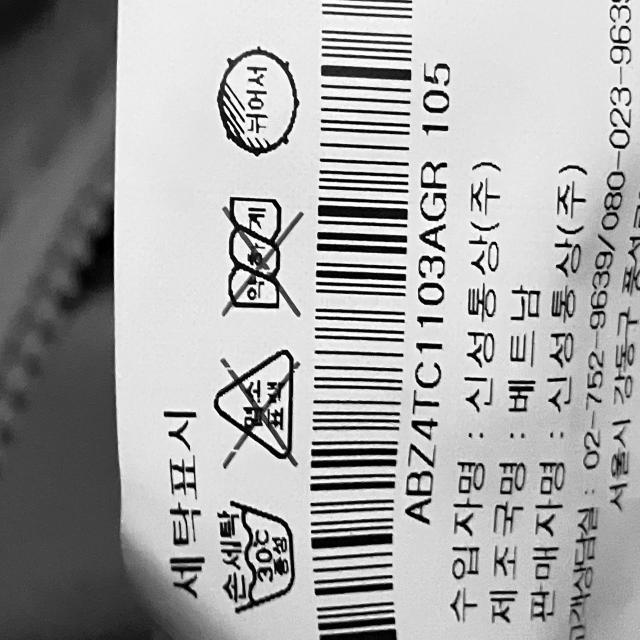 세탁표시
손세탁
30℃
중성
염소
표백
약하게
뉘어서
ABZ4TC1103AGR 105
수입자명 : 신성통상(주)
제조국명 : 베트남
판매자명 : 신성통상(주)
고객상담실 : 02-752-9639/080-023-9639
서울시 강동구 풍성로